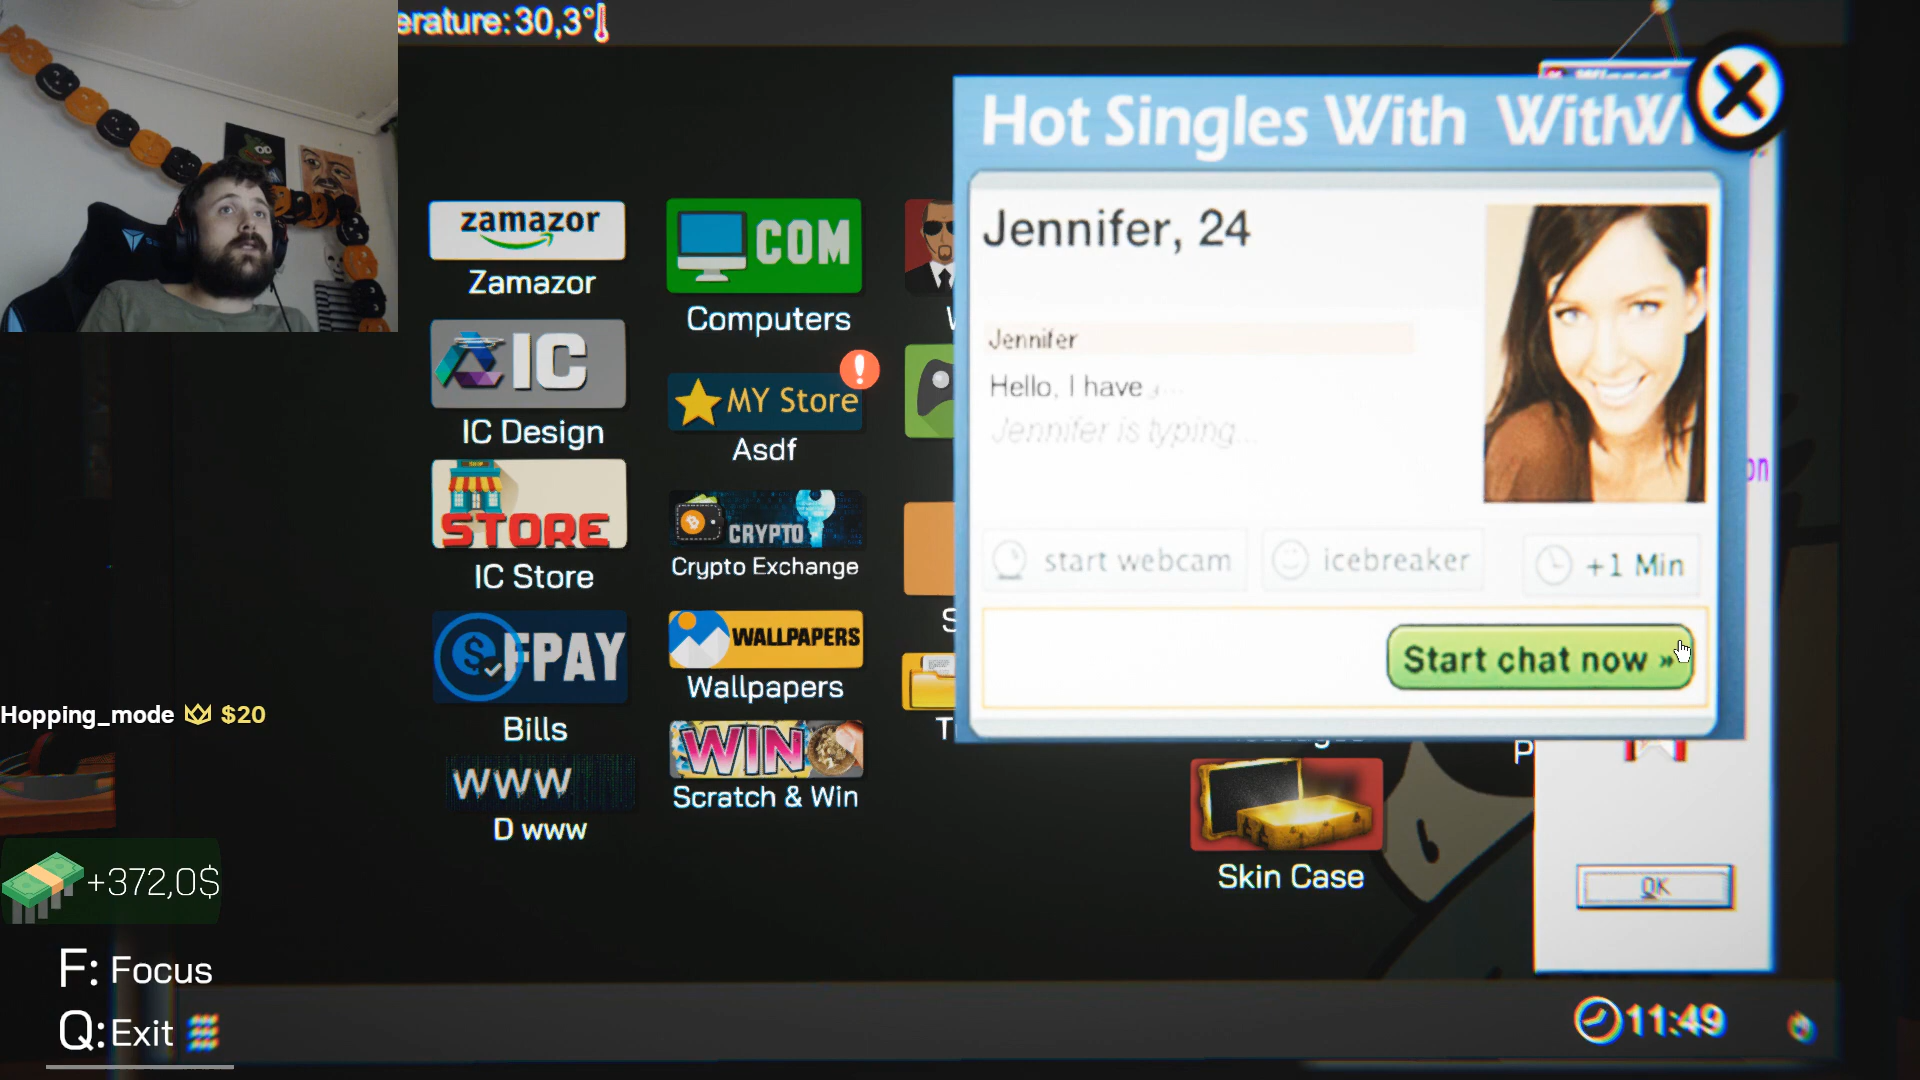 erature: 30,3°
Hot Singles With WithWi
Jennifer, 24
Jennifer
Hello, I have
Jennifer is typing...
start webcam
icebreaker
+1 Min
Start chat now »
zamazor
Zamazor
COM
Computers
IC
IC Design
MY Store
Asdf
STORE
IC Store
CRYPTO
Crypto Exchange
FPAY
Bills
WALLPAPERS
Wallpapers
www
D www
WIN
Scratch & Win
Skin Case
OK
Hopping_mode $20
+372,0$
F: Focus
Q: Exit
11:49